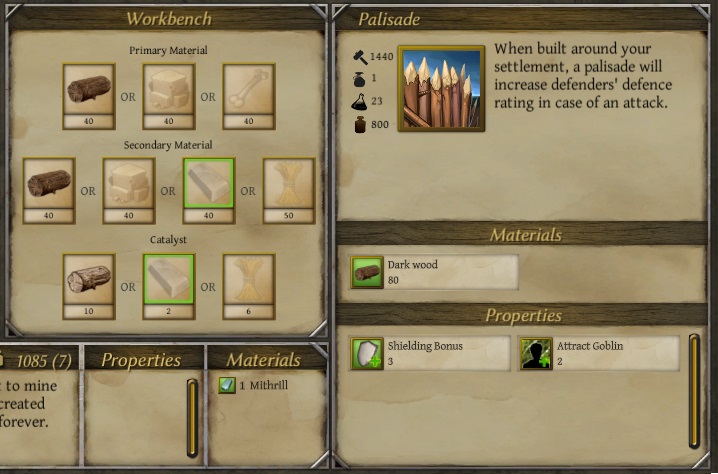 Workbench
Primary Material
OR
OR
40
40
40
Secondary Material
OR
OR
OR
40
40
40
50
Catalyst
OR
OR
10
2
6
1085 (7)
t to mine
created
forever.
Properties
Materials
1 Mithrill
Palisade
1440
1
23
800
When built around your
settlement, a palisade will
increase defenders' defence
rating in case of an attack.
Materials
Dark wood
80
Properties
Shielding Bonus
3
Attract Goblin
2